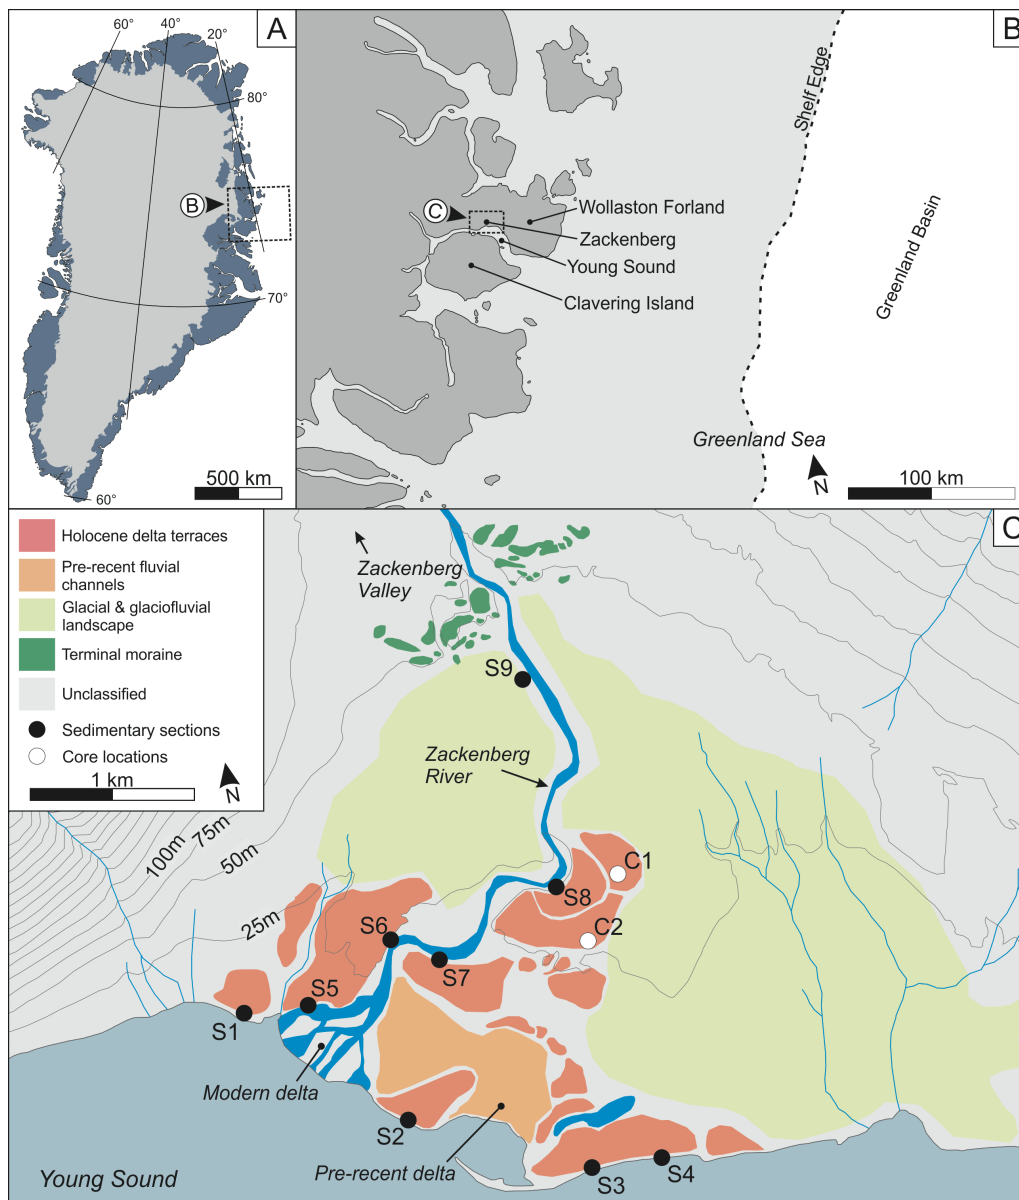 A
60°
40°
20°
80°
B
70°
60°
500 km
B
Shelf Edge
Greenland Basin
C
Wollaston Forland
Zackenberg
Young Sound
Clavering Island
Greenland Sea
N
100 km
C
Holocene delta terraces
Pre-recent fluvial
channels
Glacial & glaciofluvial
landscape
Terminal moraine
Unclassified
Sedimentary sections
Core locations
1 km
N
Zackenberg
Valley
S9
Zackenberg
River
100m
75m
50m
25m
C1
S8
C2
S6
S7
S5
S1
Modern delta
S2
Pre-recent delta
S3
S4
Young Sound